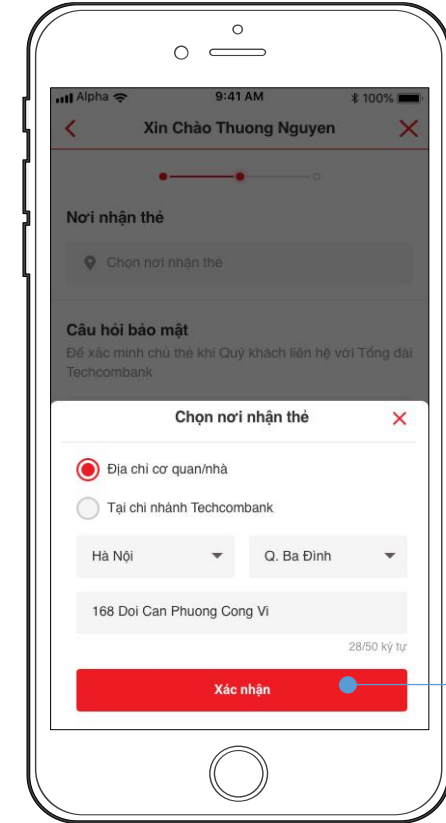 Alpha 9:41 AM 100%
Xin Chào Thuong Nguyen
Nơi nhận thẻ
Chọn nơi nhận thẻ
Câu hỏi bảo mật
Để xác minh chủ thẻ khi Quý khách liên hệ với Tổng đài
Techcombank
Chọn nơi nhận thẻ
Địa chỉ cơ quan/nhà
Tại chi nhánh Techcombank
Hà Nội Q. Ba Đình
168 Doi Can Phuong Cong Vi
28/50 ký tự
Xác nhận